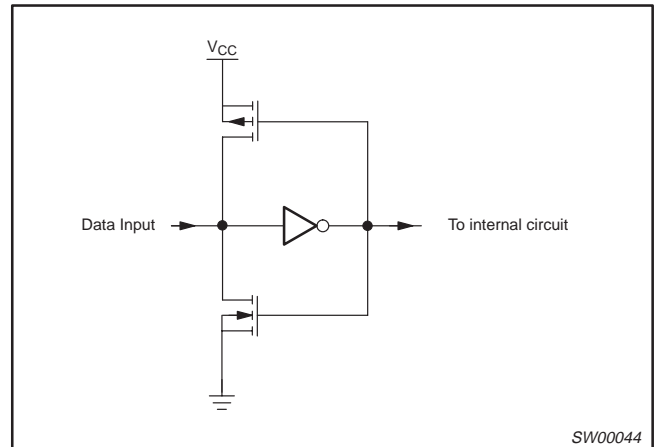 VCC
Data Input
To internal circuit
SW00044